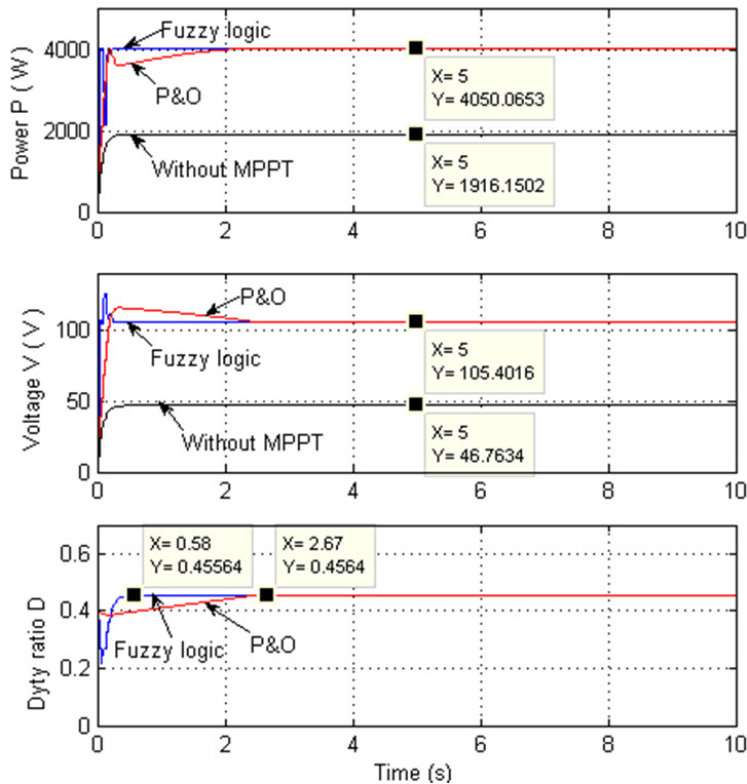 Fuzzy logic
4000
P&O
X= 5
Y= 4050.0653
2000
Power P ( W )
Without MPPT
X= 5
Y= 1916.1502
0
0 2 4 6 8 10
P&O
100
Fuzzy logic
X= 5
Y= 105.4016
Voltage V ( V )
50
Without MPPT
X= 5
Y= 46.7634
0
0 2 4 6 8 10
0.6
X= 0.58
Y= 0.45564
X= 2.67
Y= 0.4564
0.4
Fuzzy logic
P&O
Dyty ratio D
0.2
0
0 2 4 6 8 10
Time (s)